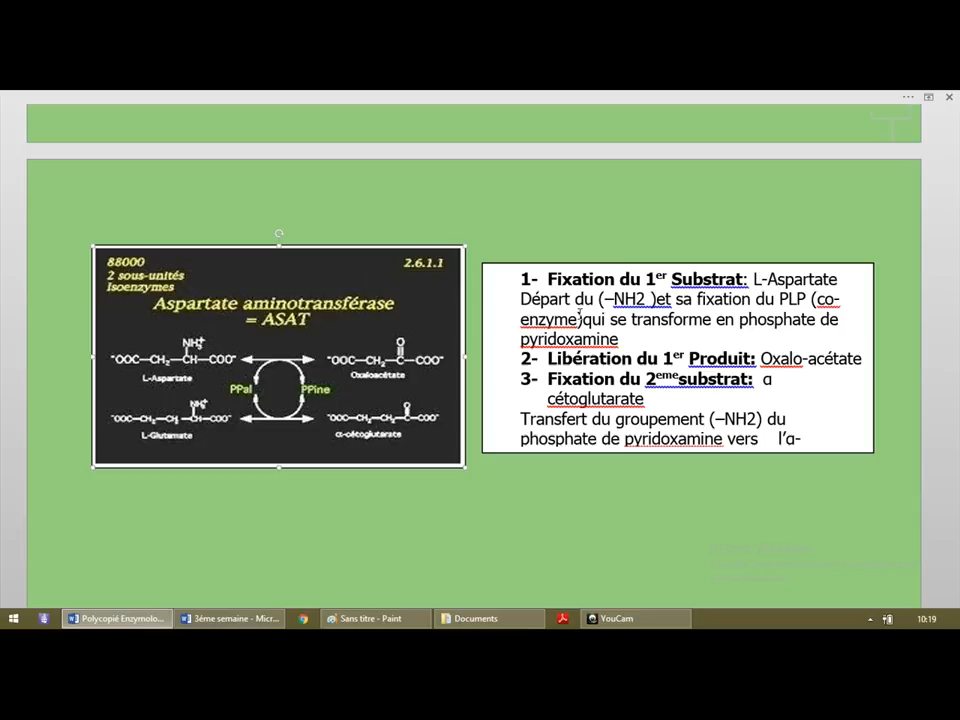 88000
2 sous-unités
Isoenzymes
2.6.1.1
Aspartate aminotransférase
= ASAT
NH3+
-OOC—CH2—CH—COO-
L-Aspartate
O
-OOC—CH2—C—COO-
Oxaloacétate
PPal
PPine
NH3+
-OOC—CH2—CH2—CH—COO-
L-Glutamate
O
-OOC—CH2—CH2—C—COO-
α-cétoglutarate
1- Fixation du 1er Substrat: L-Aspartate
Départ du (–NH2 )et sa fixation du PLP (co-
enzyme)qui se transforme en phosphate de
pyridoxamine
2- Libération du 1er Produit: Oxalo-acétate
3- Fixation du 2emesubstrat: α
cétoglutarate
Transfert du groupement (–NH2) du
phosphate de pyridoxamine vers l'α-
Polycopié Enzymolo...
3éme semaine - Micr...
Sans titre - Paint
Documents
YouCam
10:19